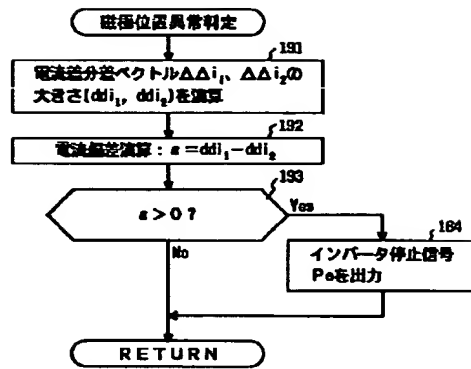 磁極位置異常判定
191
電流差分差ベクトルΔΔi₁、ΔΔi₂の
大きさ(ddi₁, ddi₂)を演算
192
電流偏差演算：ε＝ddi₁−ddi₂
193
ε＞０？
Yes
No
164
インバータ停止信号
Peを出力
RETURN